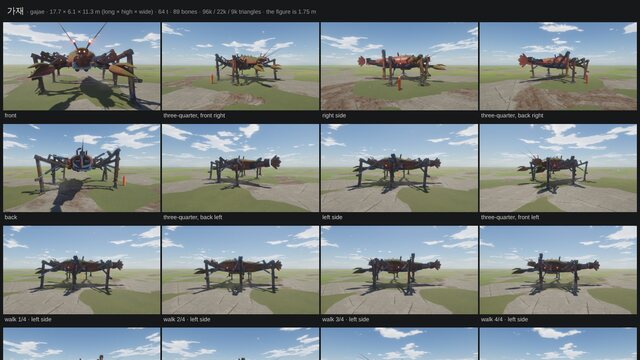 가재 gajae · 17.7 × 6.1 × 11.3 m (long × high × wide) · 64 t · 89 bones · 96k / 22k / 9k triangles · the figure is 1.75 m
front
three-quarter, front right
right side
three-quarter, back right
back
three-quarter, back left
left side
three-quarter, front left
walk 1/4 · left side
walk 2/4 · left side
walk 3/4 · left side
walk 4/4 · left side